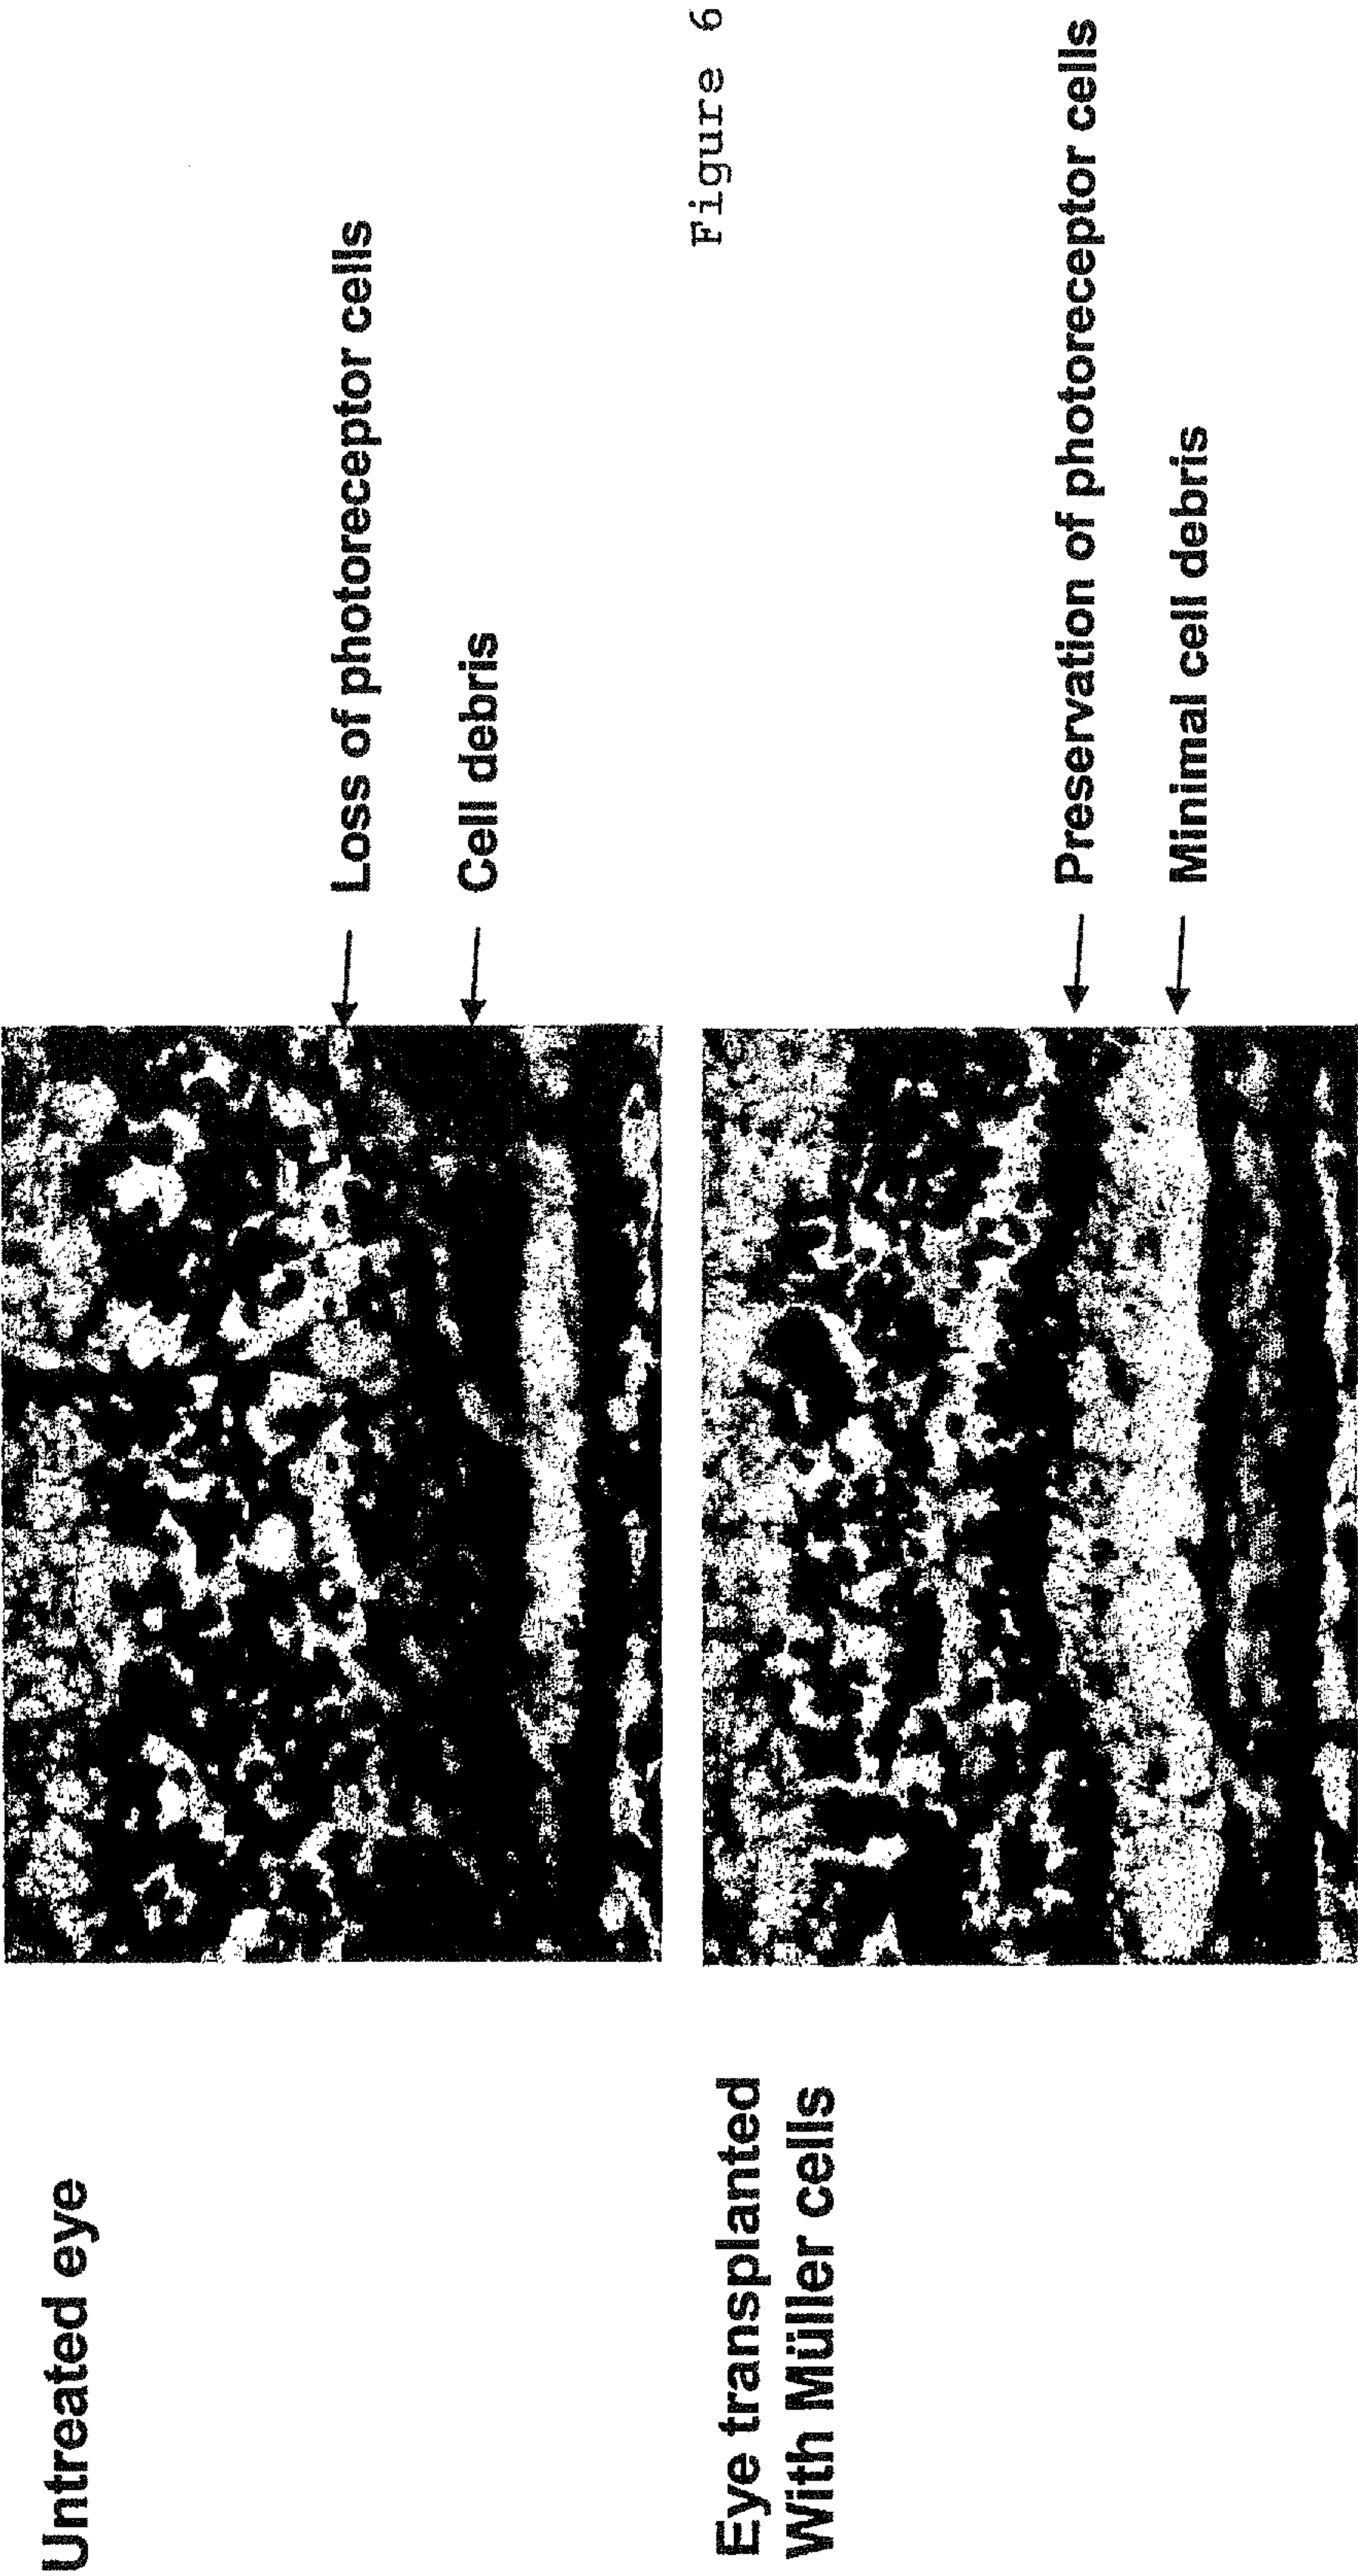 Untreated eye
Loss of photoreceptor cells
Cell debris
Figure 6
Eye transplanted
With Müller cells
Preservation of photoreceptor cells
Minimal cell debris